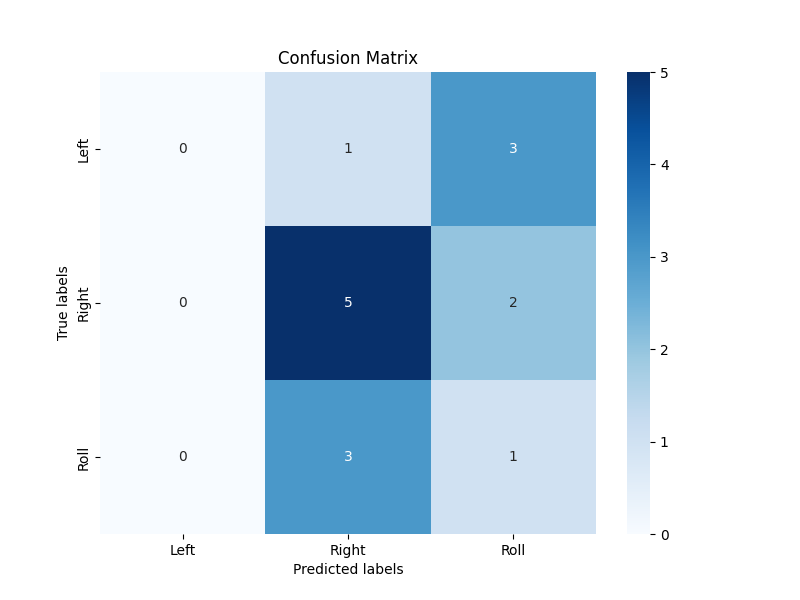 Confusion Matrix
Left 0 1 3
Right 0 5 2
Roll 0 3 1
True labels
Left Right Roll
Predicted labels
5
4
3
2
1
0